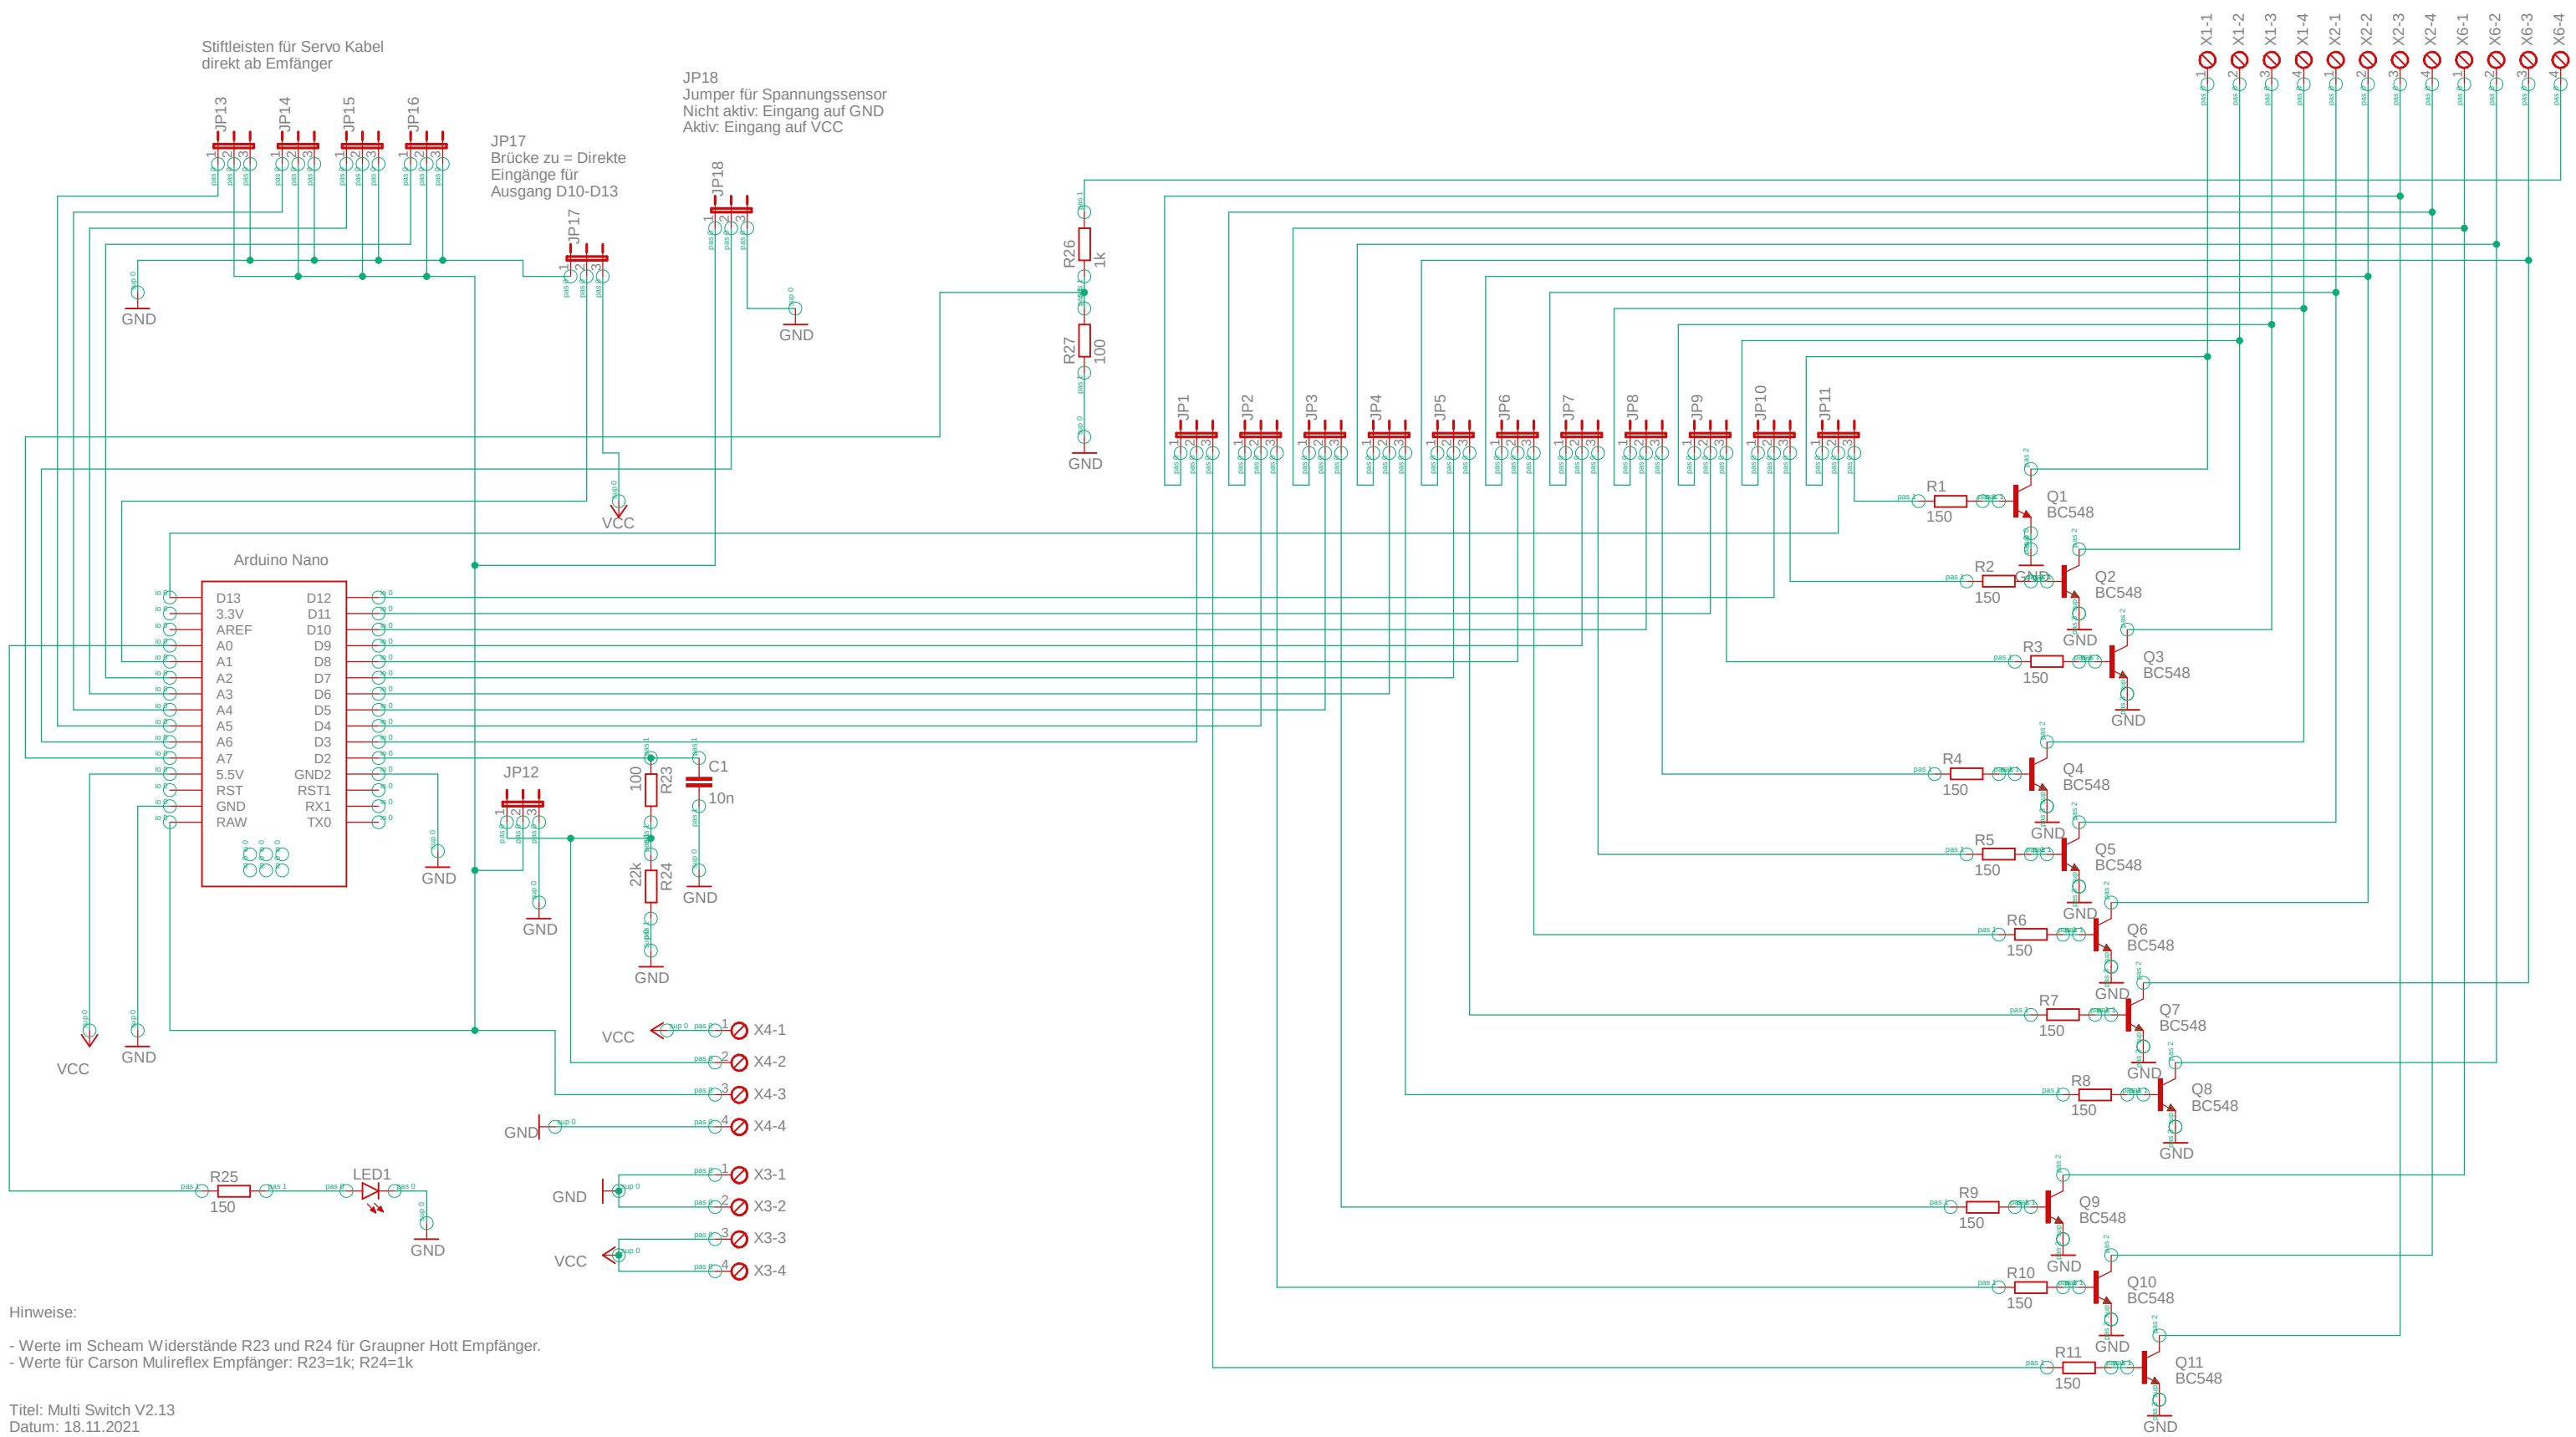 Stiftleisten für Servo Kabel
direkt ab Emfänger
JP13
JP14
JP15
JP16
JP17
Brücke zu = Direkte
Eingänge für
Ausgang D10-D13
JP17
JP18
Jumper für Spannungssensor
Nicht aktiv: Eingang auf GND
Aktiv: Eingang auf VCC
JP18
GND
GND
VCC
R26
1k
R27
100
GND
X1-1
X1-2
X1-3
X1-4
X2-1
X2-2
X2-3
X2-4
X6-1
X6-2
X6-3
X6-4
JP1
JP2
JP3
JP4
JP5
JP6
JP7
JP8
JP9
JP10
JP11
Arduino Nano
D13 D12
3.3V D11
AREF D10
A0 D9
A1 D8
A2 D7
A3 D6
A4 D5
A5 D4
A6 D3
A7 D2
5.5V GND2
RST RST1
GND RX1
RAW TX0
GND
VCC
GND
JP12
GND
100
R23
22k
R24
GND
C1
10n
GND
VCC
1 X4-1
2 X4-2
3 X4-3
GND
4 X4-4
GND
1 X3-1
2 X3-2
VCC
3 X3-3
4 X3-4
R25
150
LED1
GND
R1
150
Q1
BC548
GND
R2
150
Q2
BC548
GND
R3
150
Q3
BC548
GND
R4
150
Q4
BC548
GND
R5
150
Q5
BC548
GND
R6
150
Q6
BC548
GND
R7
150
Q7
BC548
GND
R8
150
Q8
BC548
GND
R9
150
Q9
BC548
GND
R10
150
Q10
BC548
GND
R11
150
Q11
BC548
GND
Hinweise:
- Werte im Scheam Widerstände R23 und R24 für Graupner Hott Empfänger.
- Werte für Carson Mulireflex Empfänger: R23=1k; R24=1k
Titel: Multi Switch V2.13
Datum: 18.11.2021